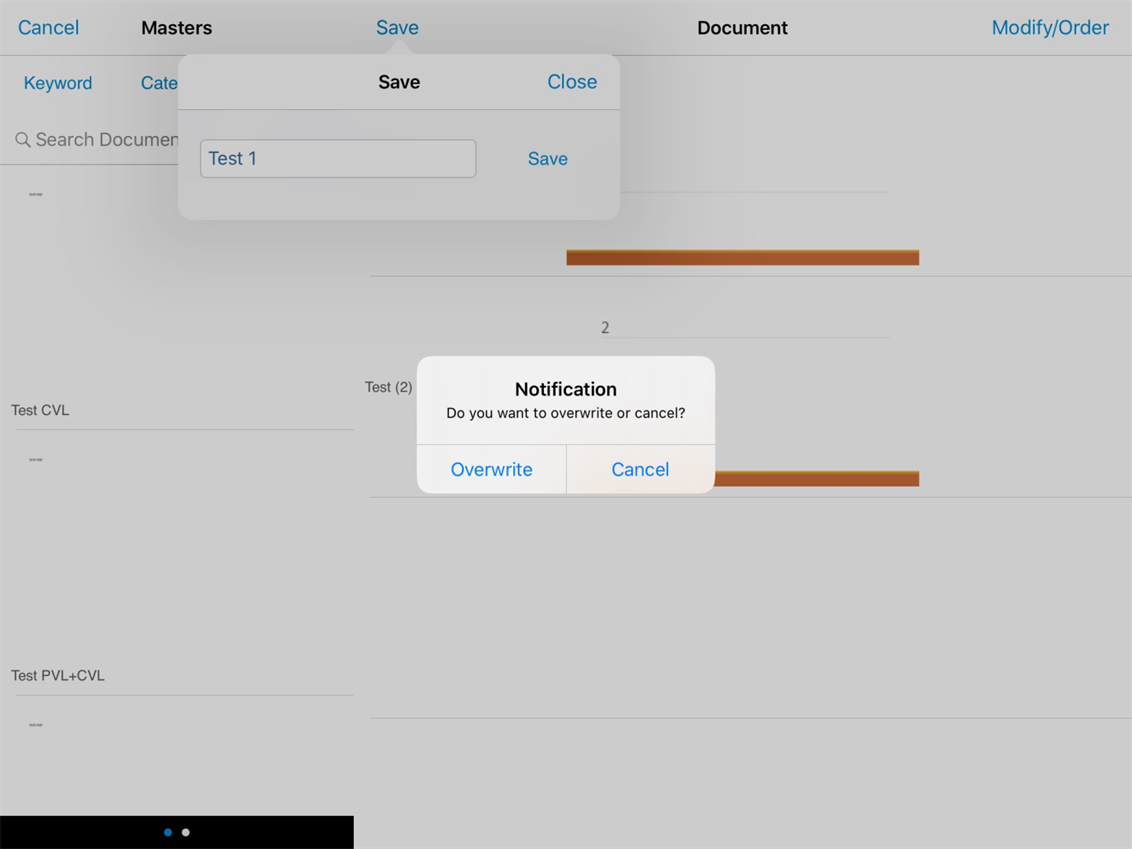 Cancel Masters Save Document Modify/Order
Keyword Cate Save Close
Search Documen
Test 1 Save
2
Test (2)
Notification
Do you want to overwrite or cancel?
Overwrite Cancel
Test CVL
Test PVL+CVL